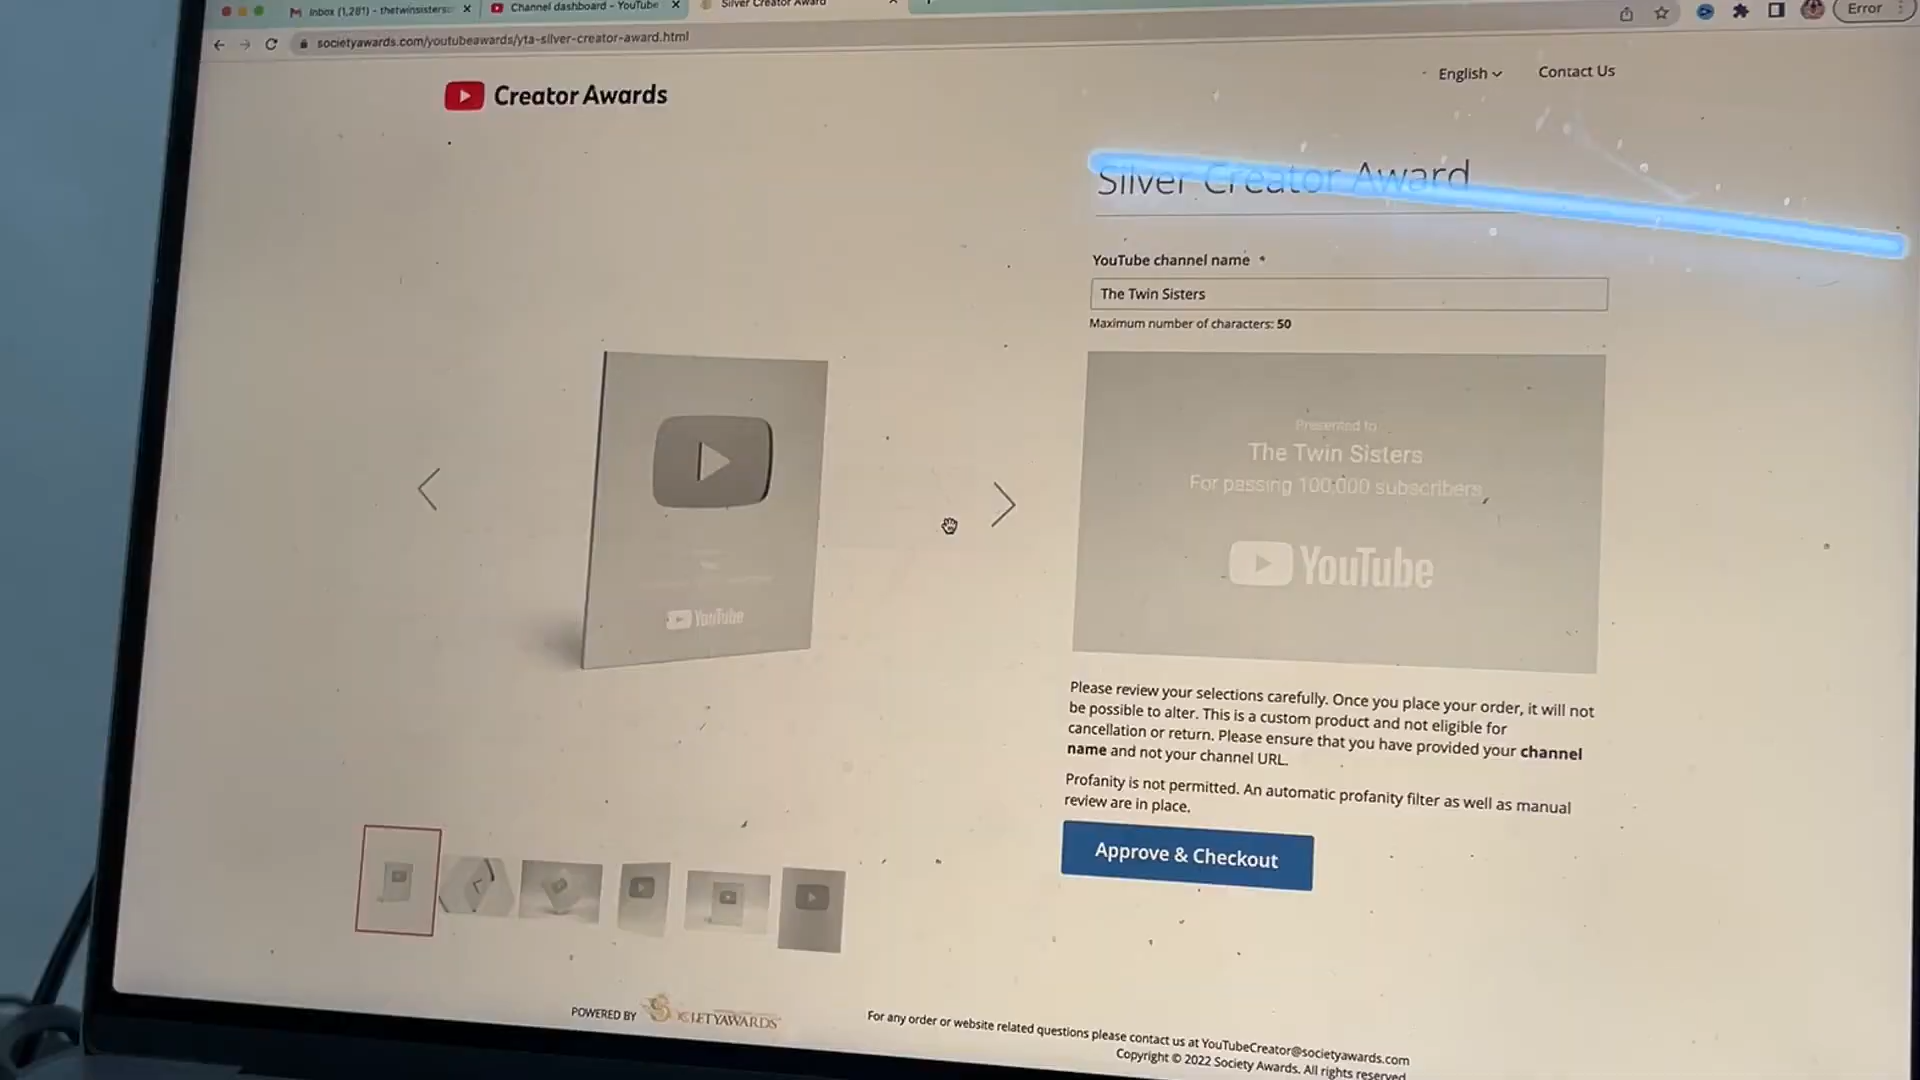 Inbox (1,281) - thetwinsisters
Channel dashboard - YouTube
Silver Creator Award
societyawards.com/youtubeawards/yta-silver-creator-award.html
Error
Creator Awards
English
Contact Us
Silver Creator Award
YouTube channel name *
The Twin Sisters
Maximum number of characters: 50
Presented to
The Twin Sisters
For passing 100,000 subscribers
YouTube
YouTube
Please review your selections carefully. Once you place your order, it will not
be possible to alter. This is a custom product and not eligible for
cancellation or return. Please ensure that you have provided your channel
name and not your channel URL.
Profanity is not permitted. An automatic profanity filter as well as manual
review are in place.
Approve & Checkout
POWERED BY SOCIETYAWARDS
For any order or website related questions please contact us at YouTubeCreator@societyawards.com
Copyright © 2022 Society Awards. All rights reserved